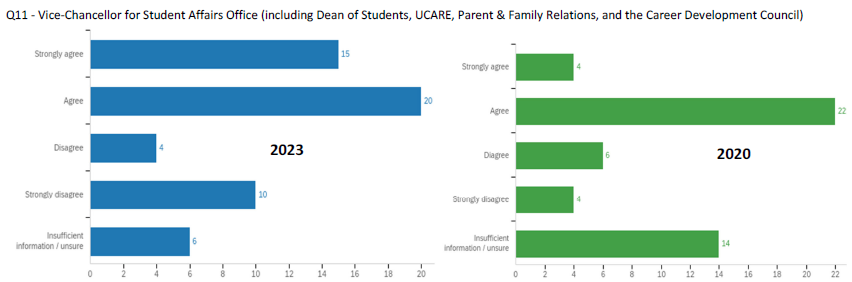 Q11 - Vice-Chancellor for Student Affairs Office (including Dean of Students, UCARE, Parent & Family Relations, and the Career Development Council)
Strongly agree
15
Agree
20
Disagree
4
2023
Strongly disagree
10
Insufficient
information / unsure
6
0 2 4 6 8 10 12 14 16 18 20
Strongly agree
4
Agree
22
Diagree
6
2020
Strongly disagree
4
Insufficient
information / unsure
14
0 2 4 6 8 10 12 14 16 18 20 22